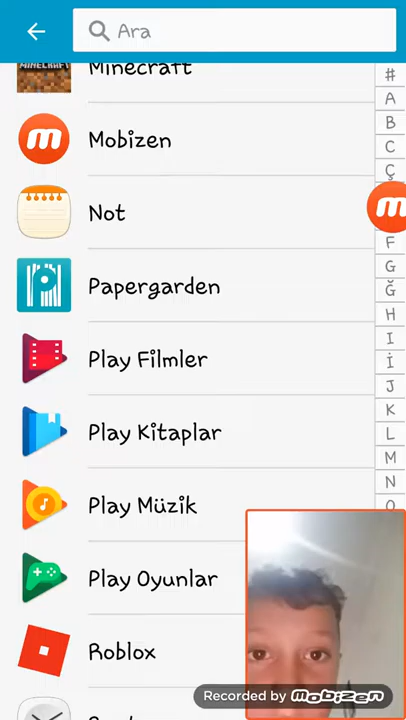 Ara
Minecraft
#
A
B
C
Ç
Mobizen
Not
F
G
Ğ
H
I
İ
J
K
L
M
N
O
Papergarden
Play Filmler
Play Kitaplar
Play Müzik
Play Oyunlar
Roblox
Recorded by mobizen